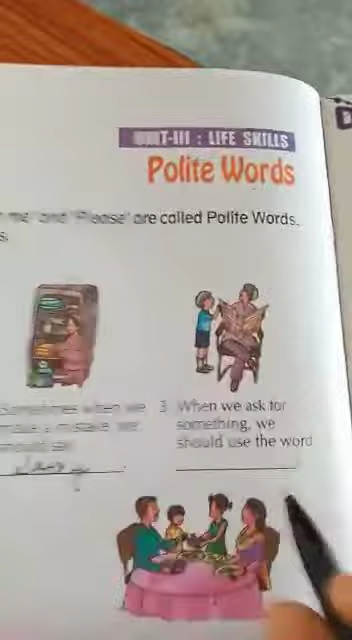 UNIT-III : LIFE SKILLS
Polite Words
me' and 'Please' are called Polite Words.
Sometimes when we
make a mistake we
should say
3. When we ask for
something, we
should use the word